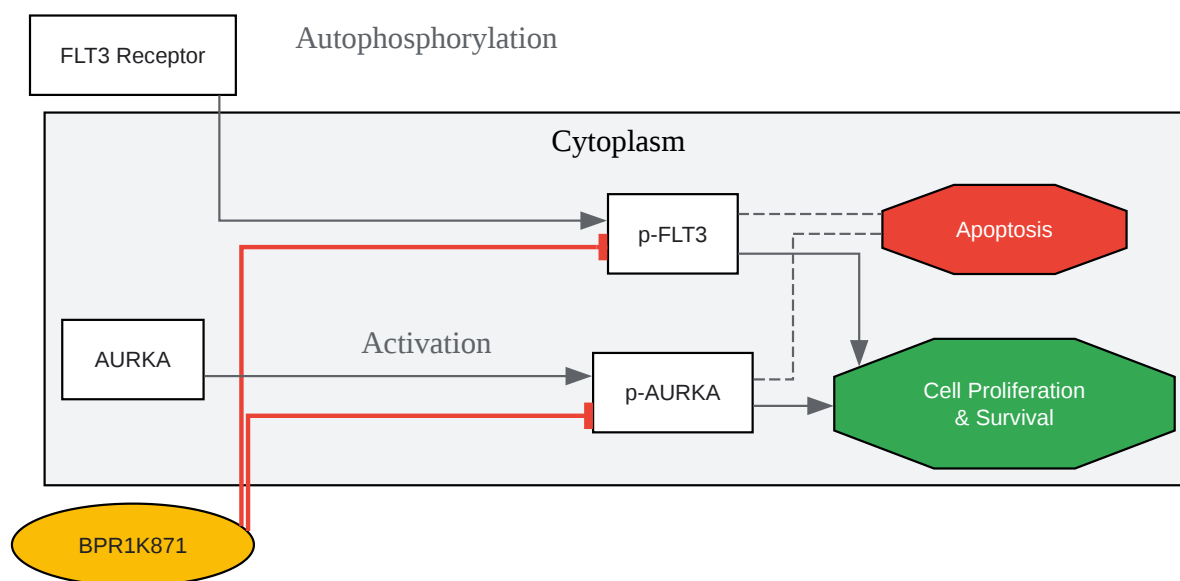 FLT3 Receptor
Autophosphorylation
Cytoplasm
p-FLT3
Apoptosis
AURKA
Activation
p-AURKA
Cell Proliferation
& Survival
BPR1K871